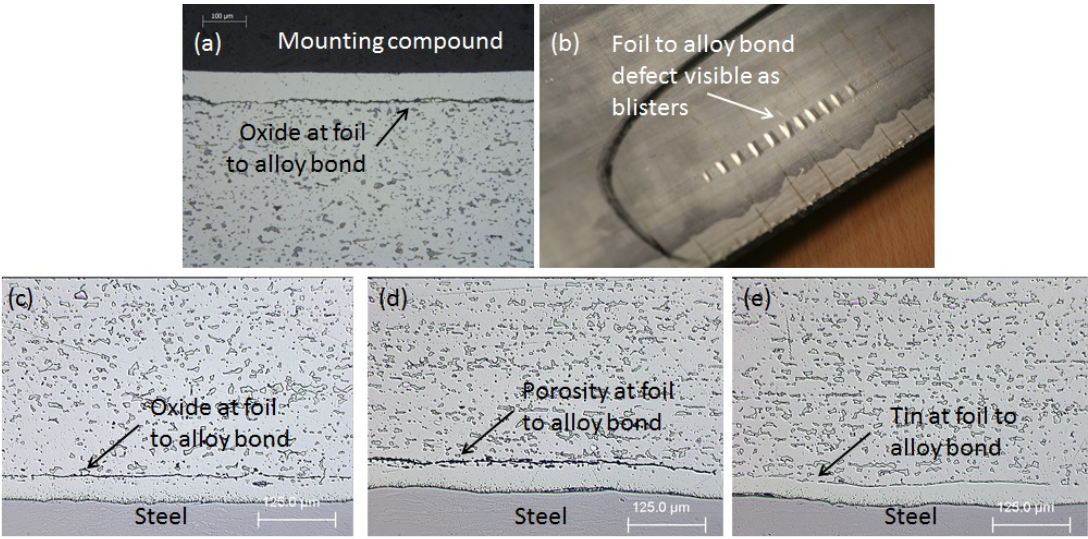 100 µm
(a)
Mounting compound
Oxide at foil
to alloy bond
(b)
Foil to alloy bond
defect visible as
blisters
(c)
Oxide at foil
to alloy bond
125.0 µm
Steel
(d)
Porosity at foil
to alloy bond
125.0 µm
Steel
(e)
Tin at foil to
alloy bond
125.0 µm
Steel